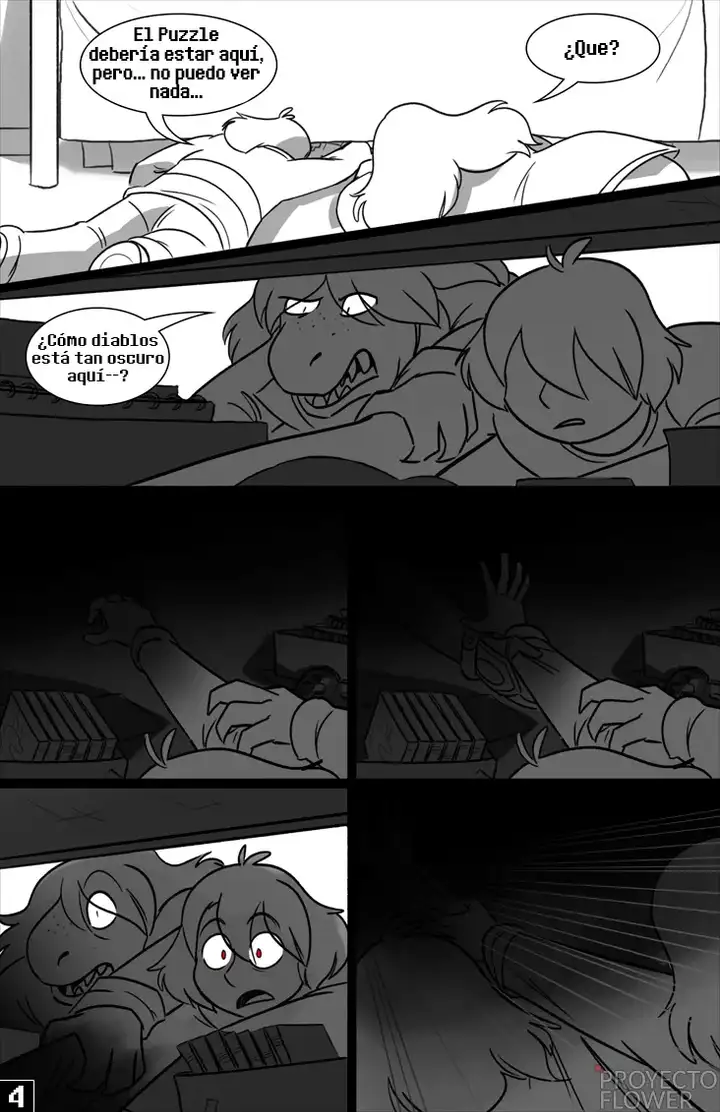 El Puzzle
debería estar aquí,
pero... no puedo ver
nada...
¿Que?
¿Cómo diablos
está tan oscuro
aquí--?
4
PROYECTO
FLOWER